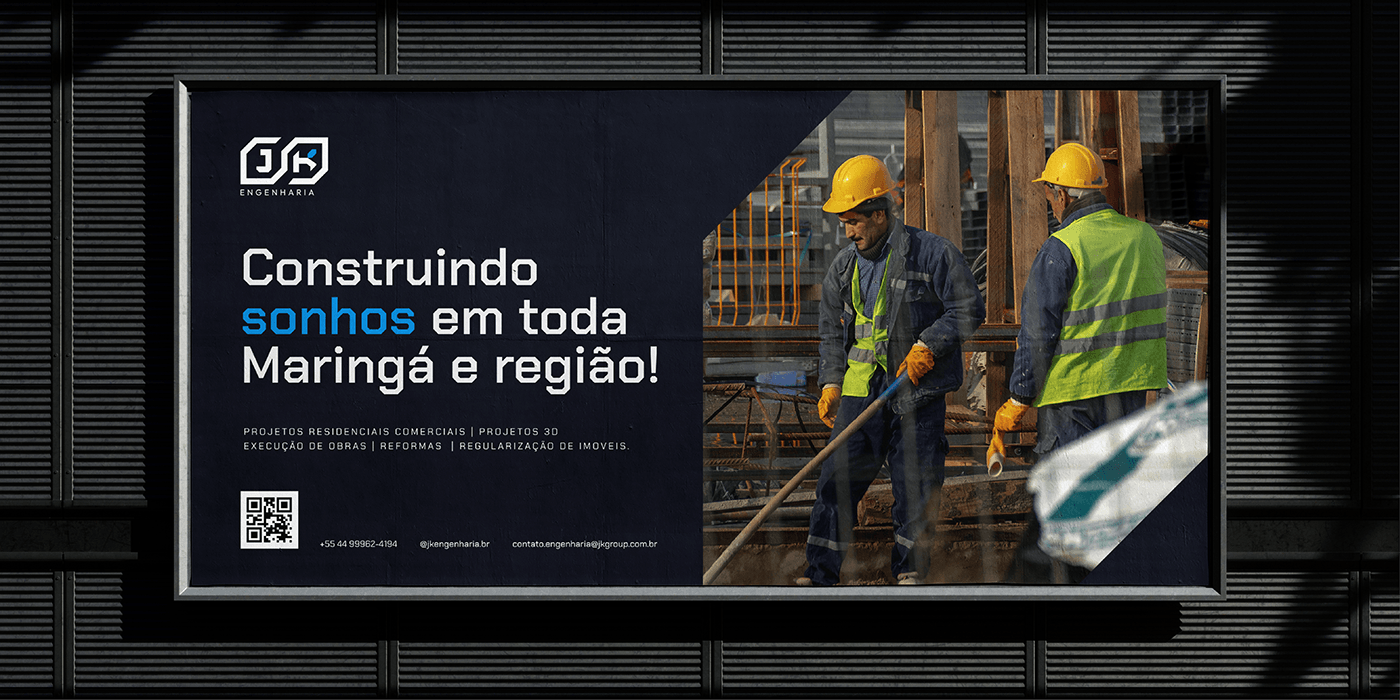 JK
ENGENHARIA
Construindo
sonhos em toda
Maringá e região!
PROJETOS RESIDENCIAIS COMERCIAIS | PROJETOS 3D
EXECUÇÃO DE OBRAS | REFORMAS | REGULARIZAÇÃO DE IMOVEIS.
+55 44 99962-4194 @jkengenharia.br contato.engenharia@jkgroup.com.br